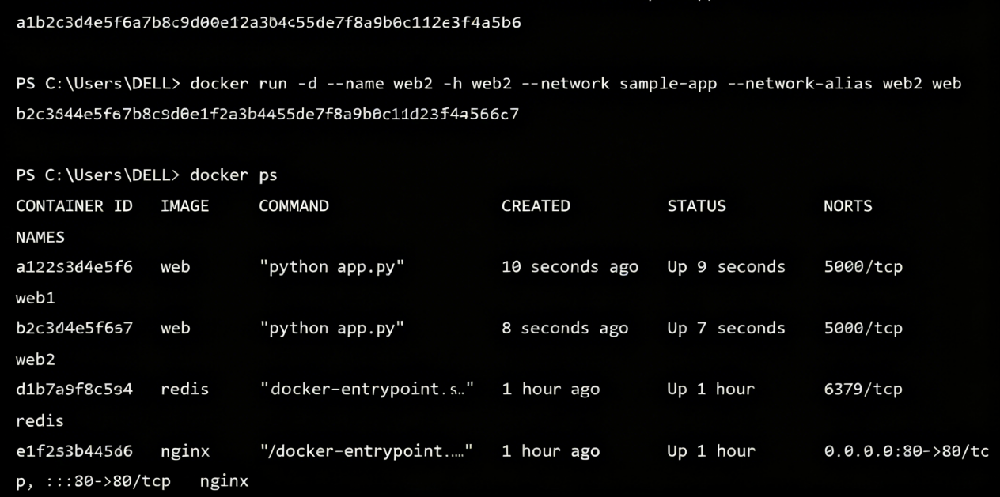 a1b2c3d4e5f6a7b8c9d00e12a3b4c55de7f8a9b0c112e3f4a5b6
PS C:\Users\DELL> docker run -d --name web2 -h web2 --network sample-app --network-alias web2 web
PS C:\Users\DELL> docker ps
CONTAINER ID IMAGE COMMAND CREATED STATUS NORTS
NAMES
a122s3d4e5f6 web "python app.py" 10 seconds ago Up 9 seconds 5000/tcp
web1
b2c3d4e5f6s7 web "python app.py" 8 seconds ago Up 7 seconds 5000/tcp
web2
d1b7a9f8c5s4 redis "docker-entrypoint.s…" 1 hour ago Up 1 hour 6379/tcp
redis
e1f2s3b445d6 nginx "/docker-entrypoint.…" 1 hour ago Up 1 hour 0.0.0.0:80->80/tc
p, :::80->80/tcp nginx